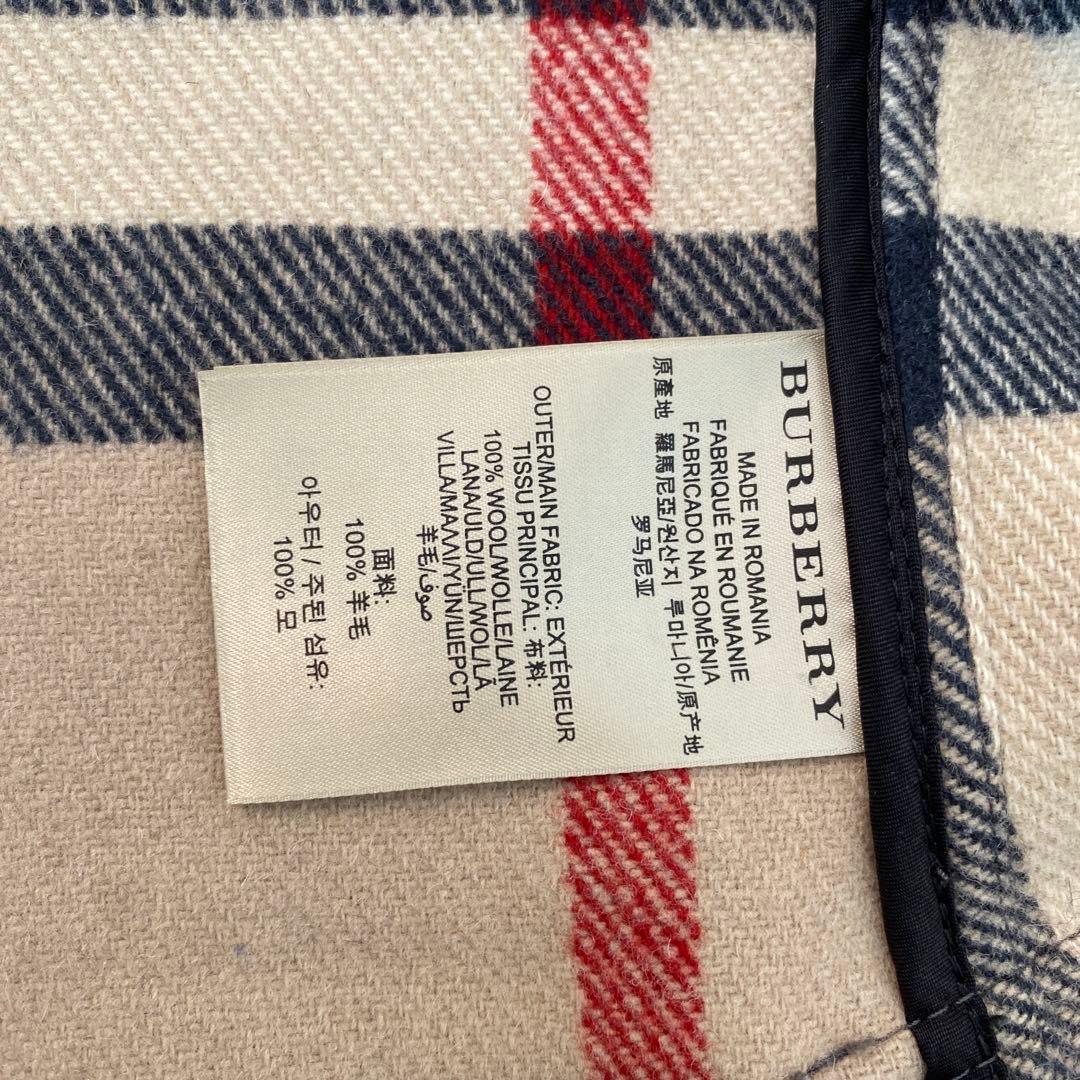 BURBERRY
MADE IN ROMANIA
FABRIQUÉ EN ROUMANIE
FABRICADO NA ROMÊNIA
原產地 羅馬尼亞/원산지 루마니아/原产地
罗马尼亚
OUTER/MAIN FABRIC: EXTÉRIEUR
TISSU PRINCIPAL: 布料:
100% WOOL/WOLLE/LAINE
LANA/ULD/ULL/WOL/LÃ
VILLA/ΜΑΛΛΙ/YÜN/ШЕРСТЬ
羊毛/صوف
面料:
100% 羊毛
아우터 / 주된 섬유:
100% 모